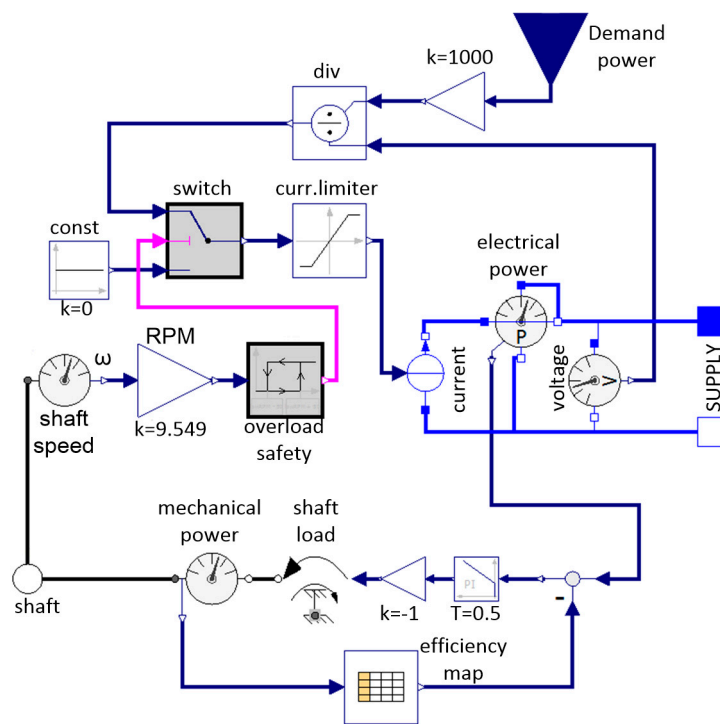 Demand
power
k=1000
div
switch
curr.limiter
const
k=0
electrical
power
P
RPM
ω
shaft
speed
k=9.549
overload
safety
current
voltage
V
SUPPLY
mechanical
power
shaft
load
shaft
k=-1
PI
T=0.5
-
efficiency
map